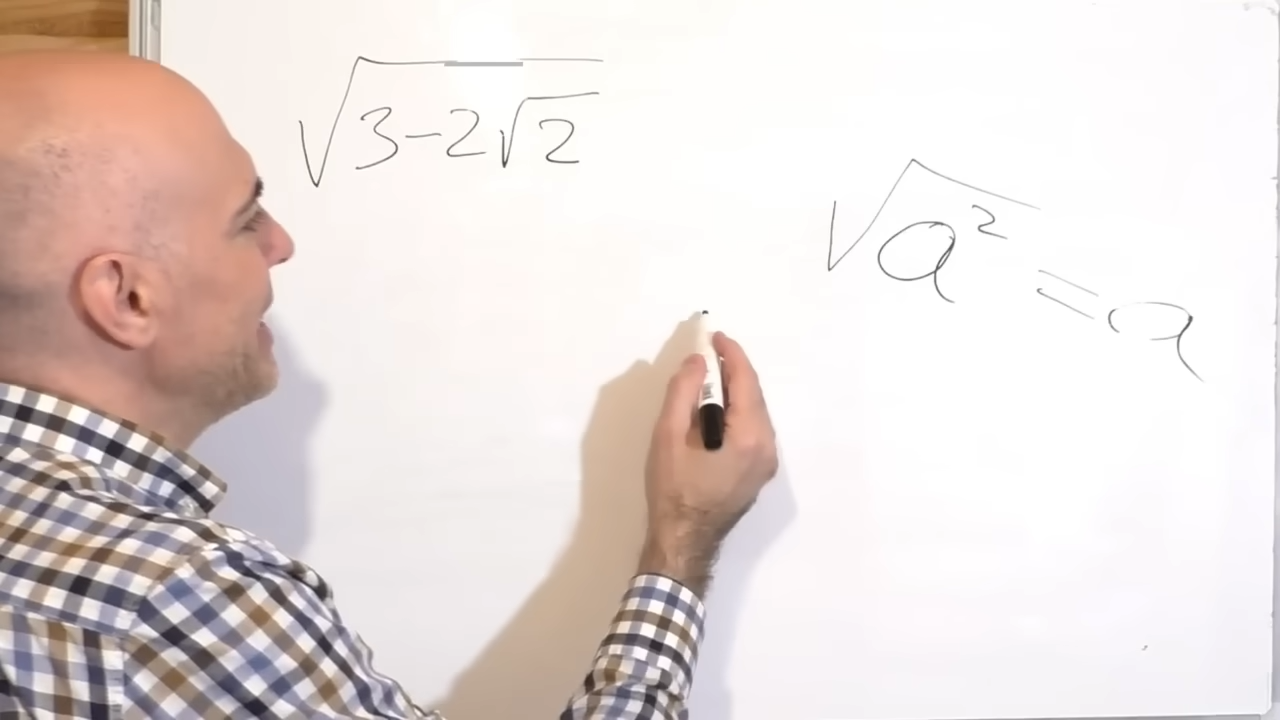 √(3-2√2)
√(a²) = a